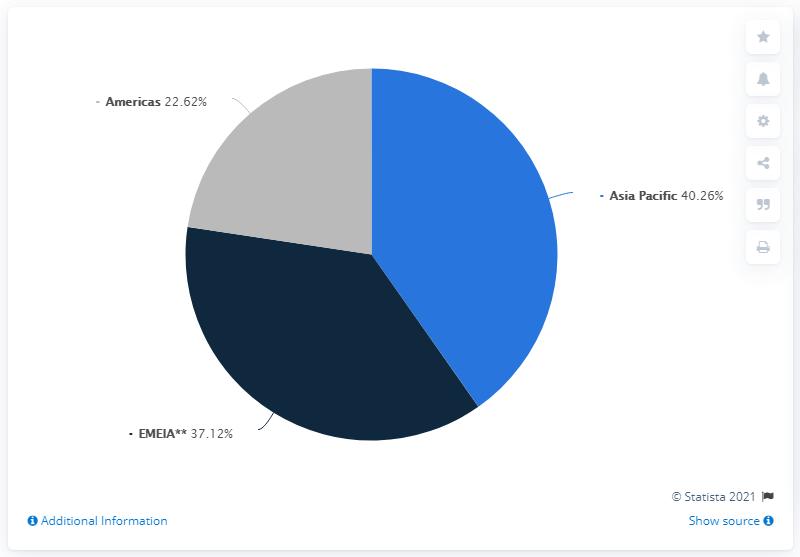 Americas 22.62%
Asia Pacific 40.26%
EMEIA** 37.12%
© Statista 2021
Additional Information
Show source